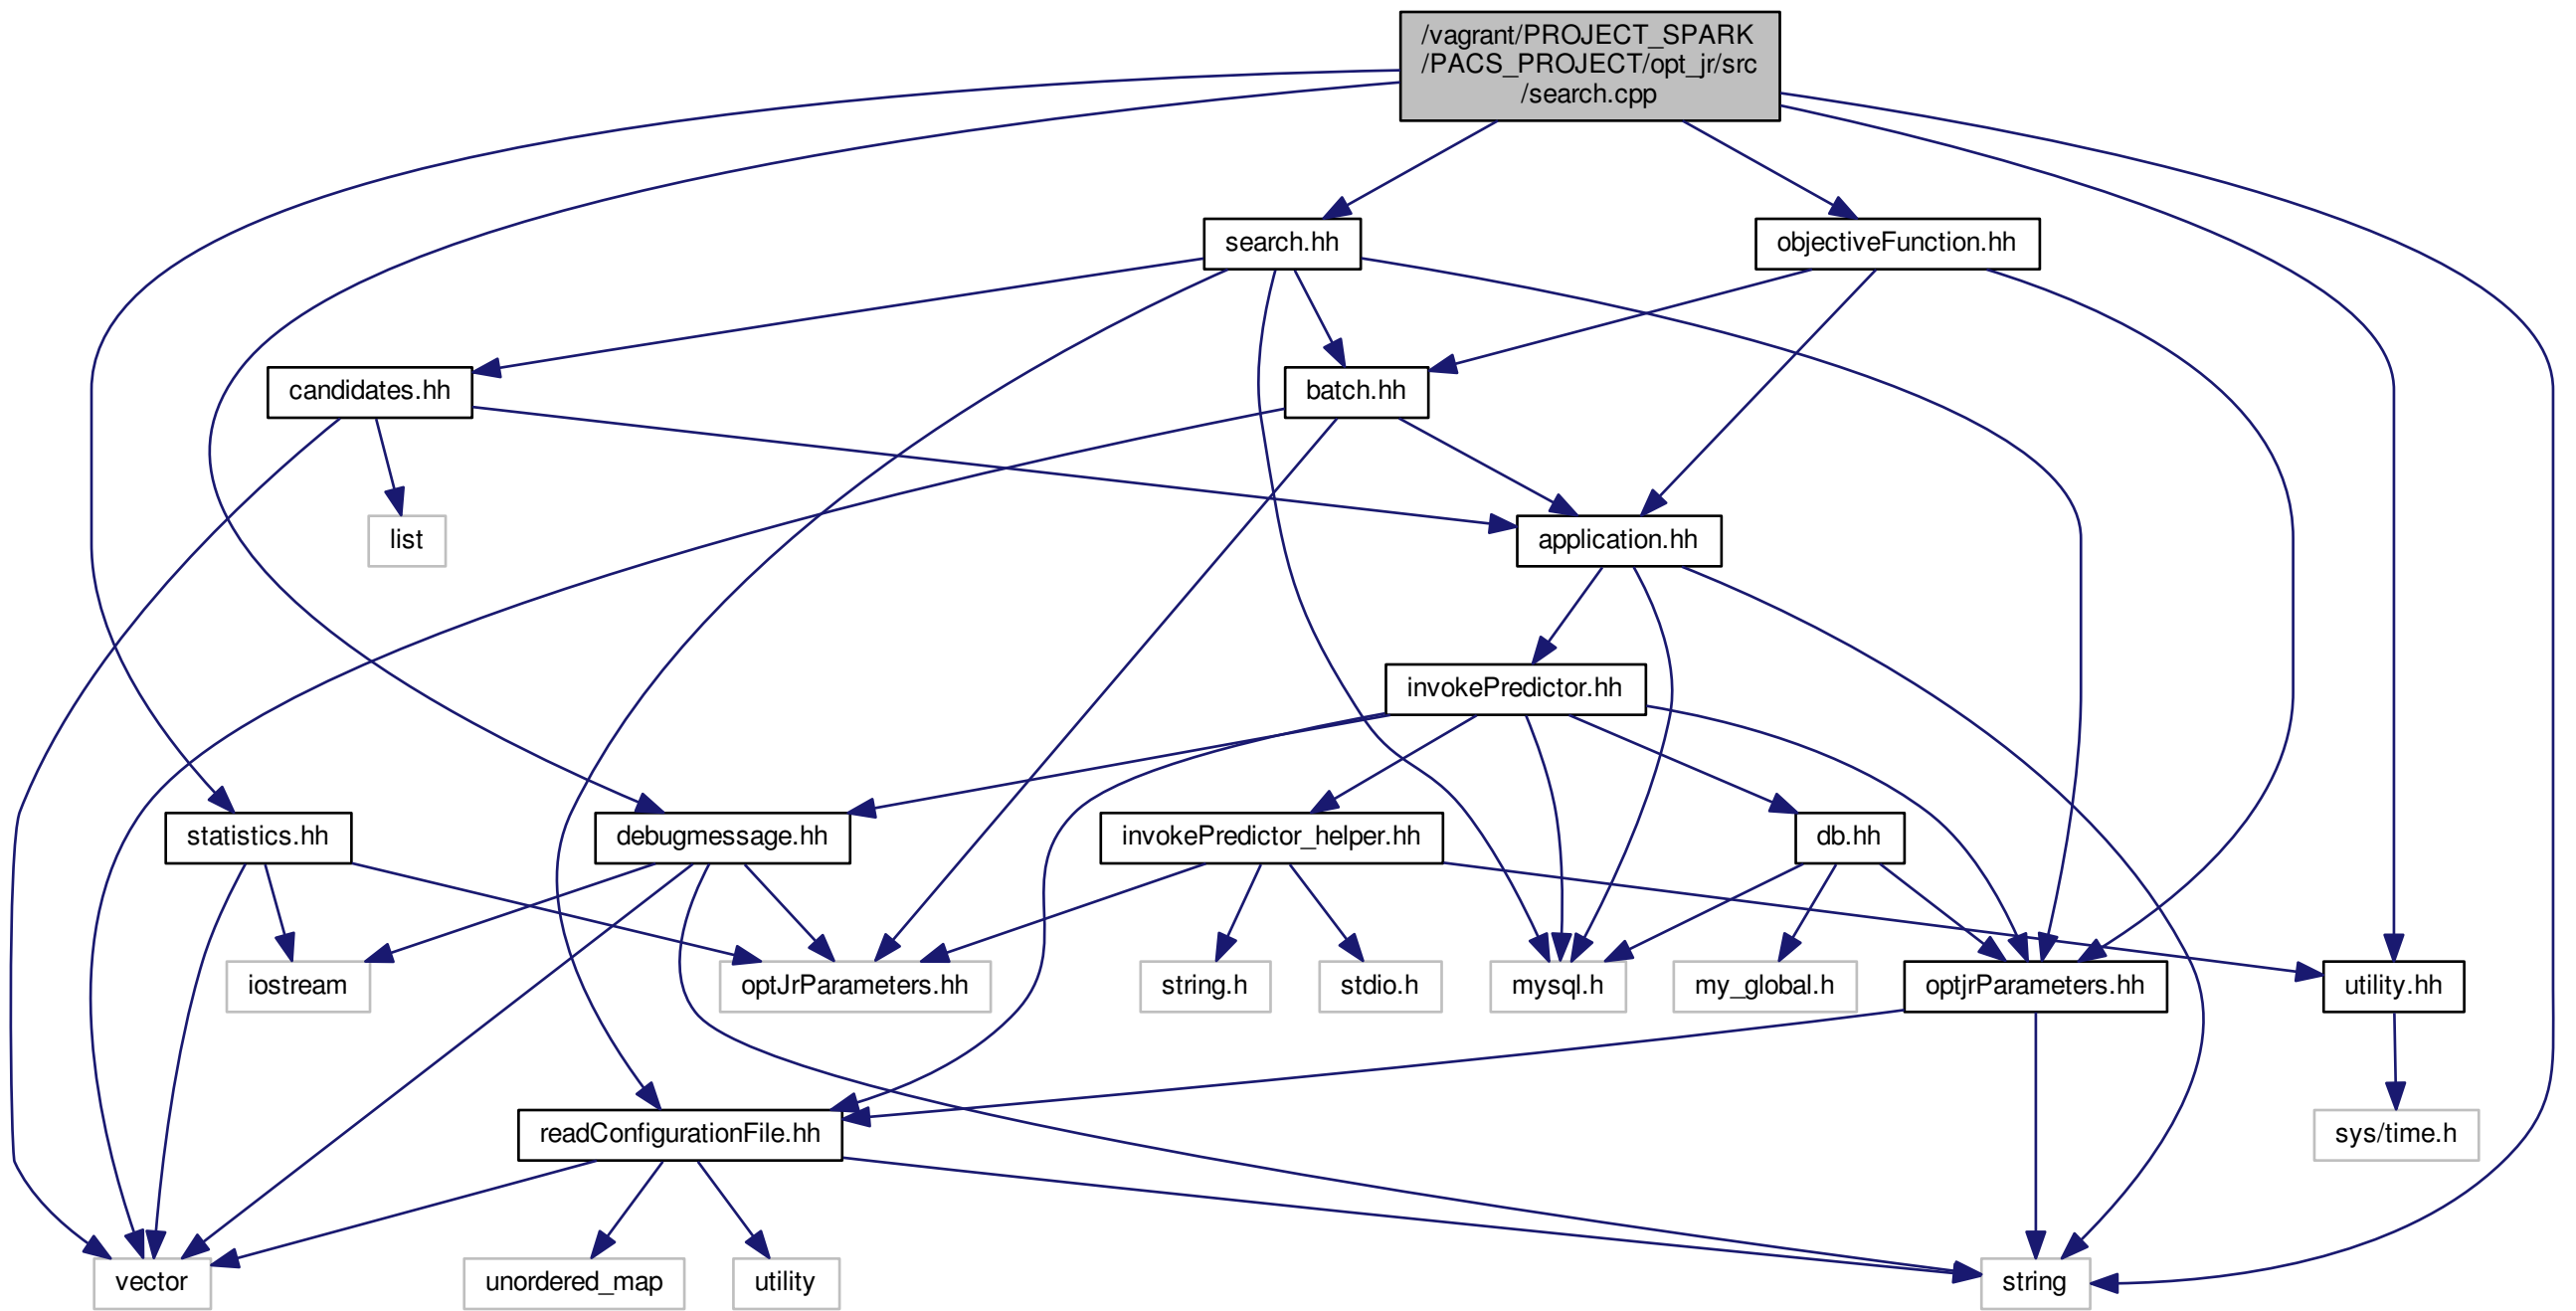 /vagrant/PROJECT_SPARK
/PACS_PROJECT/opt_jr/src
/search.cpp
search.hh
objectiveFunction.hh
candidates.hh
batch.hh
list
application.hh
invokePredictor.hh
statistics.hh
debugmessage.hh
invokePredictor_helper.hh
db.hh
iostream
optJrParameters.hh
string.h
stdio.h
mysql.h
my_global.h
optjrParameters.hh
utility.hh
readConfigurationFile.hh
sys/time.h
vector
unordered_map
utility
string